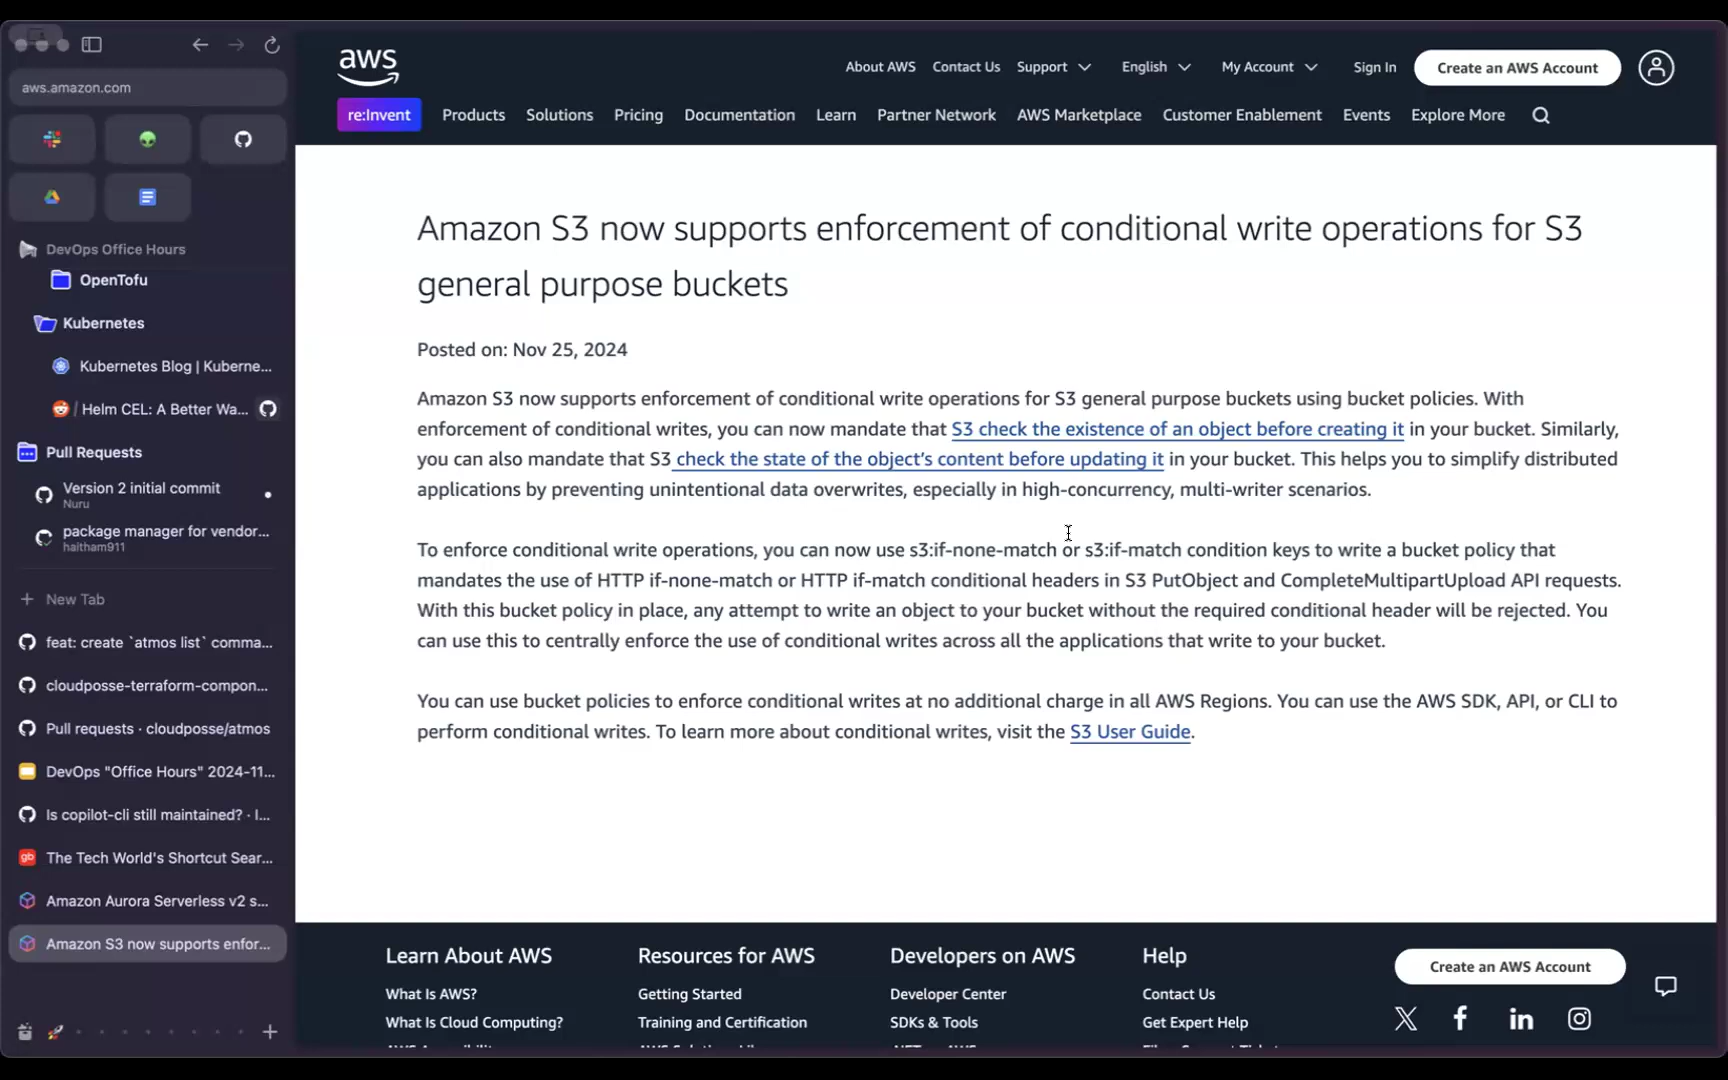 aws.amazon.com
DevOps Office Hours
OpenTofu
Kubernetes
Kubernetes Blog | Kuberne...
/ Helm CEL: A Better Wa...
Pull Requests
Version 2 initial commit
Nuru
package manager for vendor...
haitham911
+ New Tab
feat: create `atmos list` comma...
cloudposse-terraform-compon...
Pull requests · cloudposse/atmos
DevOps "Office Hours" 2024-11...
Is copilot-cli still maintained? · I...
gb
The Tech World's Shortcut Sear...
Amazon Aurora Serverless v2 s...
Amazon S3 now supports enfor...
aws
About AWS Contact Us Support English My Account Sign In Create an AWS Account
re:Invent Products Solutions Pricing Documentation Learn Partner Network AWS Marketplace Customer Enablement Events Explore More
Amazon S3 now supports enforcement of conditional write operations for S3
general purpose buckets
Posted on: Nov 25, 2024
Amazon S3 now supports enforcement of conditional write operations for S3 general purpose buckets using bucket policies. With
enforcement of conditional writes, you can now mandate that S3 check the existence of an object before creating it in your bucket. Similarly,
you can also mandate that S3 check the state of the object's content before updating it in your bucket. This helps you to simplify distributed
applications by preventing unintentional data overwrites, especially in high-concurrency, multi-writer scenarios.
To enforce conditional write operations, you can now use s3:if-none-match or s3:if-match condition keys to write a bucket policy that
mandates the use of HTTP if-none-match or HTTP if-match conditional headers in S3 PutObject and CompleteMultipartUpload API requests.
With this bucket policy in place, any attempt to write an object to your bucket without the required conditional header will be rejected. You
can use this to centrally enforce the use of conditional writes across all the applications that write to your bucket.
You can use bucket policies to enforce conditional writes at no additional charge in all AWS Regions. You can use the AWS SDK, API, or CLI to
perform conditional writes. To learn more about conditional writes, visit the S3 User Guide.
Learn About AWS Resources for AWS Developers on AWS Help Create an AWS Account
What Is AWS? Getting Started Developer Center Contact Us
What Is Cloud Computing? Training and Certification SDKs & Tools Get Expert Help